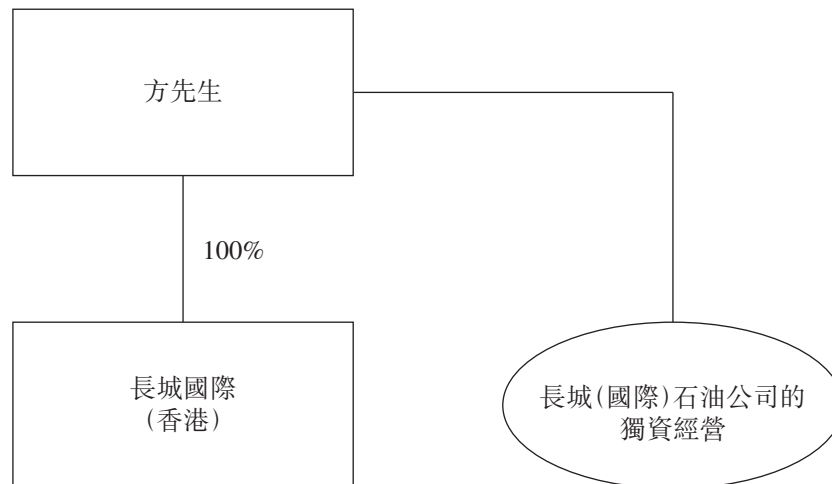 方先生
100%
長城國際
(香港)
長城(國際)石油公司的
獨資經營